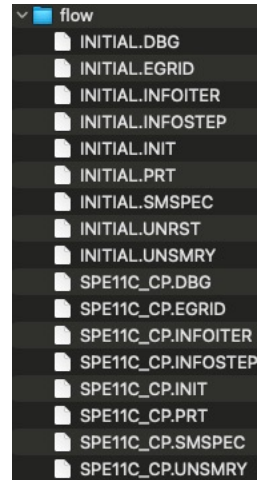 flow
INITIAL.DBG
INITIAL.EGRID
INITIAL.INFOITER
INITIAL.INFOSTEP
INITIAL.INIT
INITIAL.PRT
INITIAL.SMSPEC
INITIAL.UNRST
INITIAL.UNSMRY
SPE11C_CP.DBG
SPE11C_CP.EGRID
SPE11C_CP.INFOITER
SPE11C_CP.INFOSTEP
SPE11C_CP.INIT
SPE11C_CP.PRT
SPE11C_CP.SMSPEC
SPE11C_CP.UNSMRY